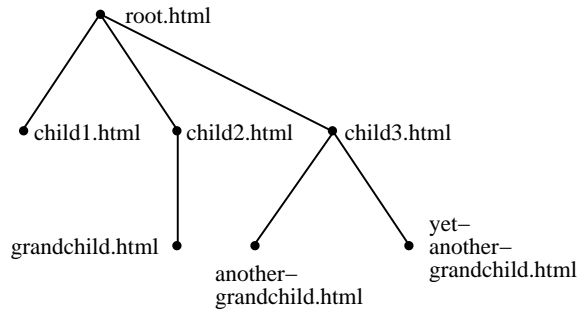 root.html
child1.html
child2.html
child3.html
grandchild.html
another–
grandchild.html
yet–
another–
grandchild.html